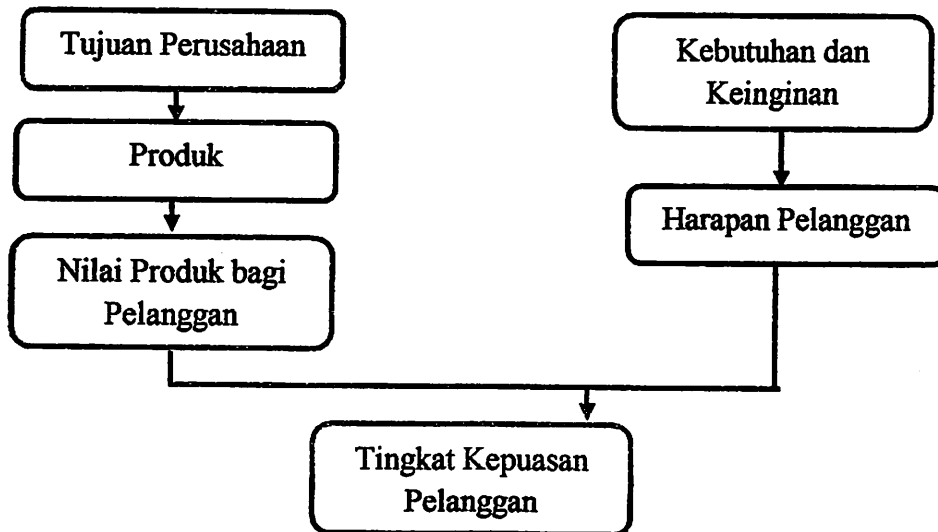 Tujuan Perusahaan
Produk
Nilai Produk bagi
Pelanggan
Kebutuhan dan
Keinginan
Harapan Pelanggan
Tingkat Kepuasan
Pelanggan